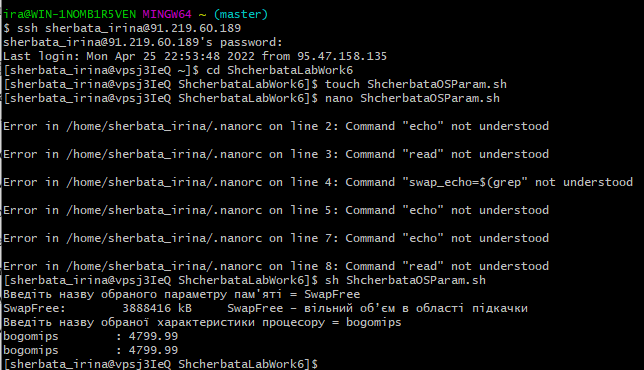 ira@WIN-1NOMB1R5VEN MINGW64 ~ (master)
$ ssh sherbata_irina@91.219.60.189
sherbata_irina@91.219.60.189's password:
Last login: Mon Apr 25 22:53:48 2022 from 95.47.158.135
[sherbata_irina@vpsj3IeQ ~]$ cd ShcherbataLabWork6
[sherbata_irina@vpsj3IeQ ShcherbataLabWork6]$ touch ShcherbataOSParam.sh
[sherbata_irina@vpsj3IeQ ShcherbataLabWork6]$ nano ShcherbataOSParam.sh
Error in /home/sherbata_irina/.nanorc on line 2: Command "echo" not understood
Error in /home/sherbata_irina/.nanorc on line 3: Command "read" not understood
Error in /home/sherbata_irina/.nanorc on line 4: Command "swap_echo=$(grep" not understood
Error in /home/sherbata_irina/.nanorc on line 5: Command "echo" not understood
Error in /home/sherbata_irina/.nanorc on line 7: Command "echo" not understood
Error in /home/sherbata_irina/.nanorc on line 8: Command "read" not understood
[sherbata_irina@vpsj3IeQ ShcherbataLabWork6]$ sh ShcherbataOSParam.sh
Введіть назву обраного параметру пам'яті = SwapFree
SwapFree:        3888416 kB     SwapFree – вільний об'єм в області підкачки
Введіть назву обраної характеристики процесору = bogomips
bogomips        : 4799.99
bogomips        : 4799.99
[sherbata_irina@vpsj3IeQ ShcherbataLabWork6]$